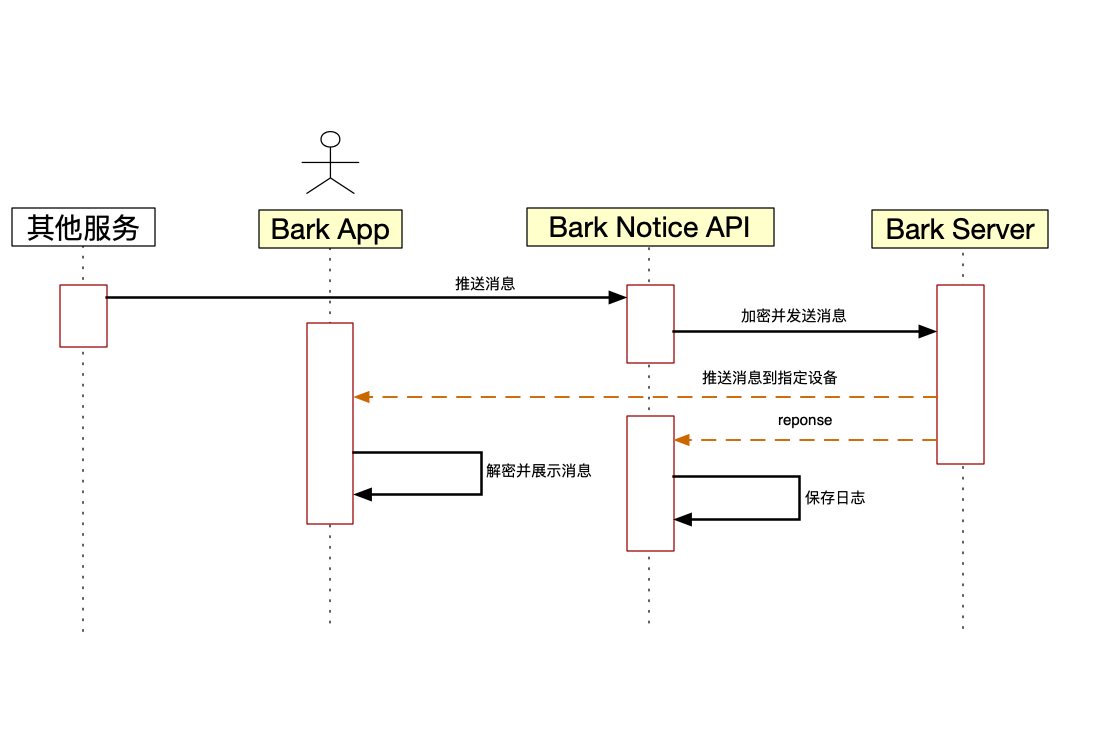 其他服务
Bark App
Bark Notice API
Bark Server
推送消息
加密并发送消息
推送消息到指定设备
reponse
解密并展示消息
保存日志